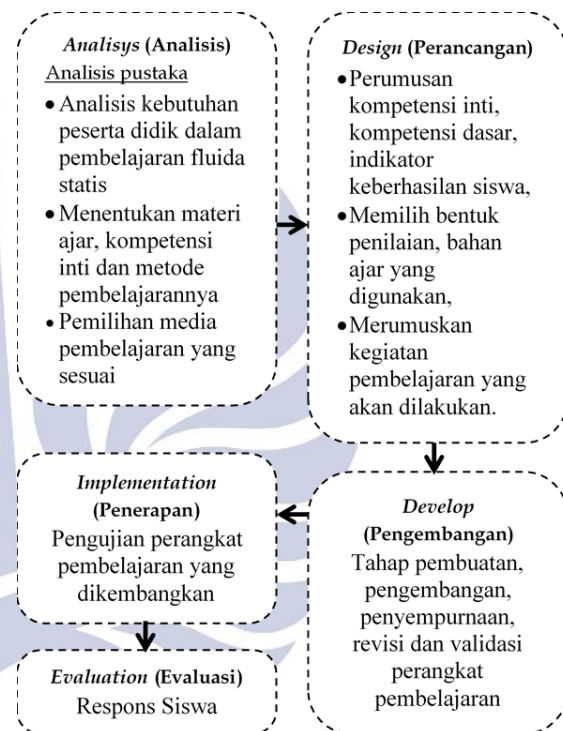 Analisys (Analisis)
Analisis pustaka
• Analisis kebutuhan
peserta didik dalam
pembelajaran fluida
statis
• Menentukan materi
ajar, kompetensi
inti dan metode
pembelajarannya
• Pemilihan media
pembelajaran yang
sesuai
Design (Perancangan)
• Perumusan
kompetensi inti,
kompetensi dasar,
indikator
keberhasilan siswa,
• Memilih bentuk
penilaian, bahan
ajar yang
digunakan,
• Merumuskan
kegiatan
pembelajaran yang
akan dilakukan.
Develop
(Pengembangan)
Tahap pembuatan,
pengembangan,
penyempurnaan,
revisi dan validasi
perangkat
pembelajaran
Implementation
(Penerapan)
Pengujian perangkat
pembelajaran yang
dikembangkan
Evaluation (Evaluasi)
Respons Siswa